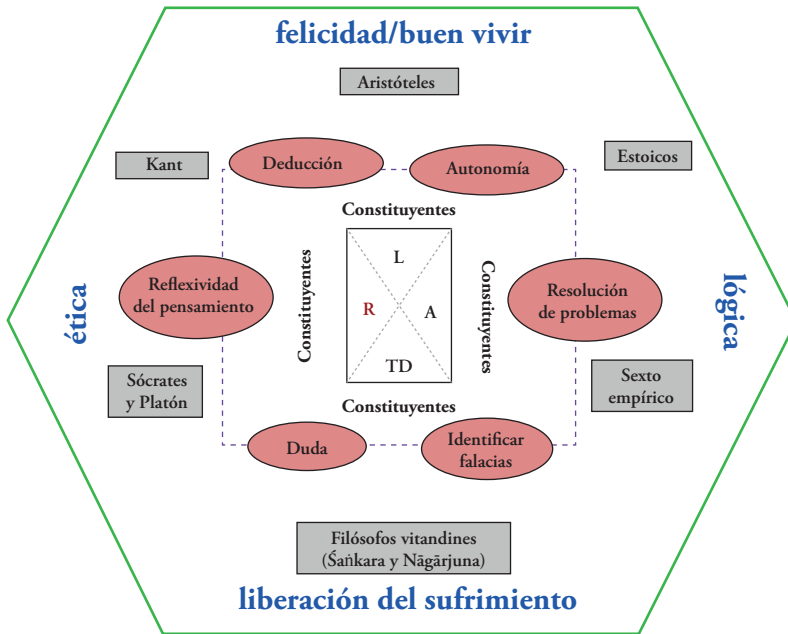 felicidad/buen vivir
Aristóteles
Kant
Estoicos
Deducción
Autonomía
Constituyentes
L
Reflexividad
del pensamiento
Constituyentes
R
A
Constituyentes
Resolución
de problemas
ética
lógica
TD
Sócrates
y Platón
Sexto
empírico
Constituyentes
Duda
Identificar
falacias
Filósofos vitandines
(Śaṅkara y Nāgārjuna)
liberación del sufrimiento